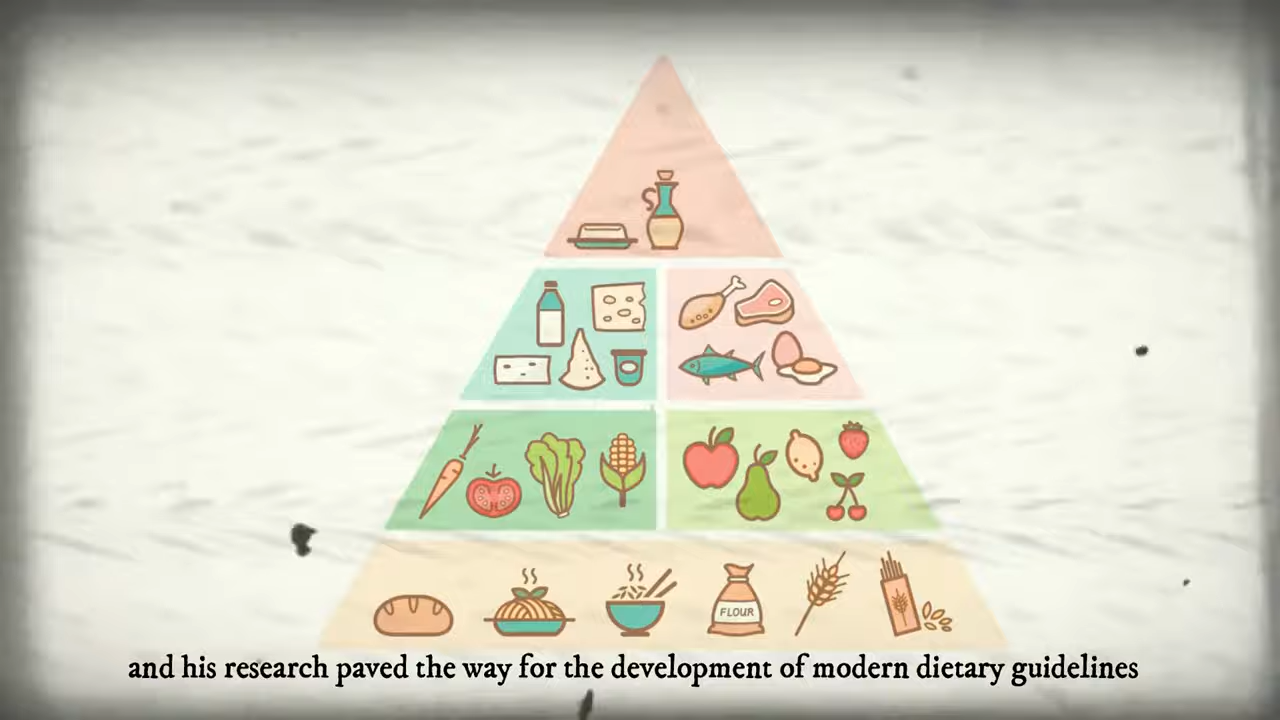 FLOUR
and his research paved the way for the development of modern dietary guidelines